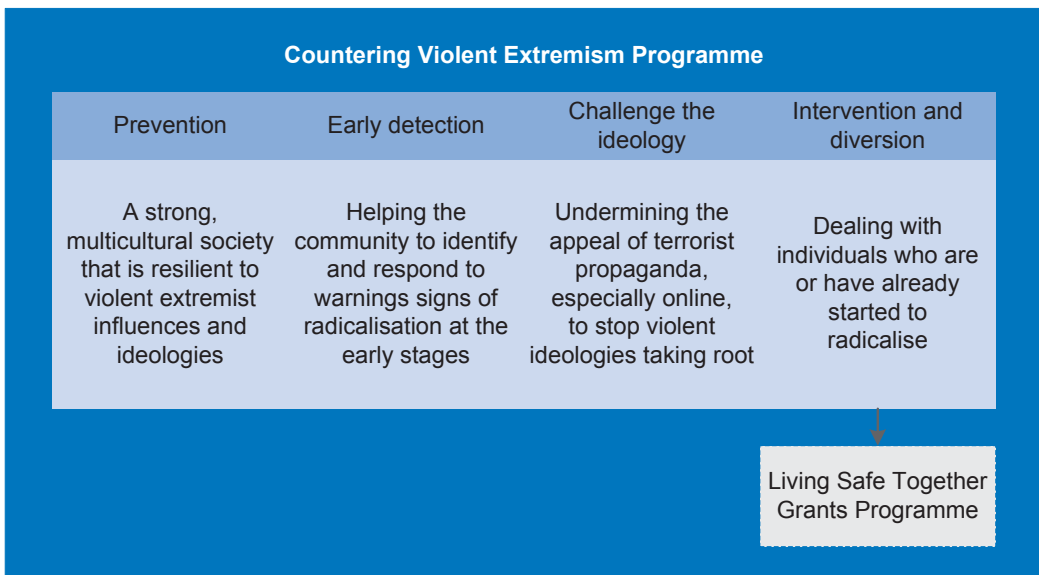 Countering Violent Extremism Programme
Prevention
Early detection
Challenge the
ideology
Intervention and
diversion
A strong,
multicultural society
that is resilient to
violent extremist
influences and
ideologies
Helping the
community to identify
and respond to
warnings signs of
radicalisation at the
early stages
Undermining the
appeal of terrorist
propaganda,
especially online,
to stop violent
ideologies taking root
Dealing with
individuals who are
or have already
started to
radicalise
Living Safe Together
Grants Programme